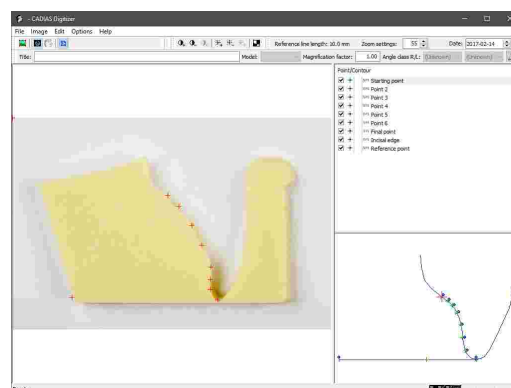 - CADIAS Digitizer
File Image Edit Options Help
Reference line length: 10.0 mm Zoom settings: 55 Date: 2017-02-14
Title: Model: Magnification factor: 1.00 Angle class R/L: (Unknown) (Unknown)
Point/Contour
Starting point
Point 2
Point 3
Point 4
Point 5
Point 6
Final point
Incisal edge
Reference point